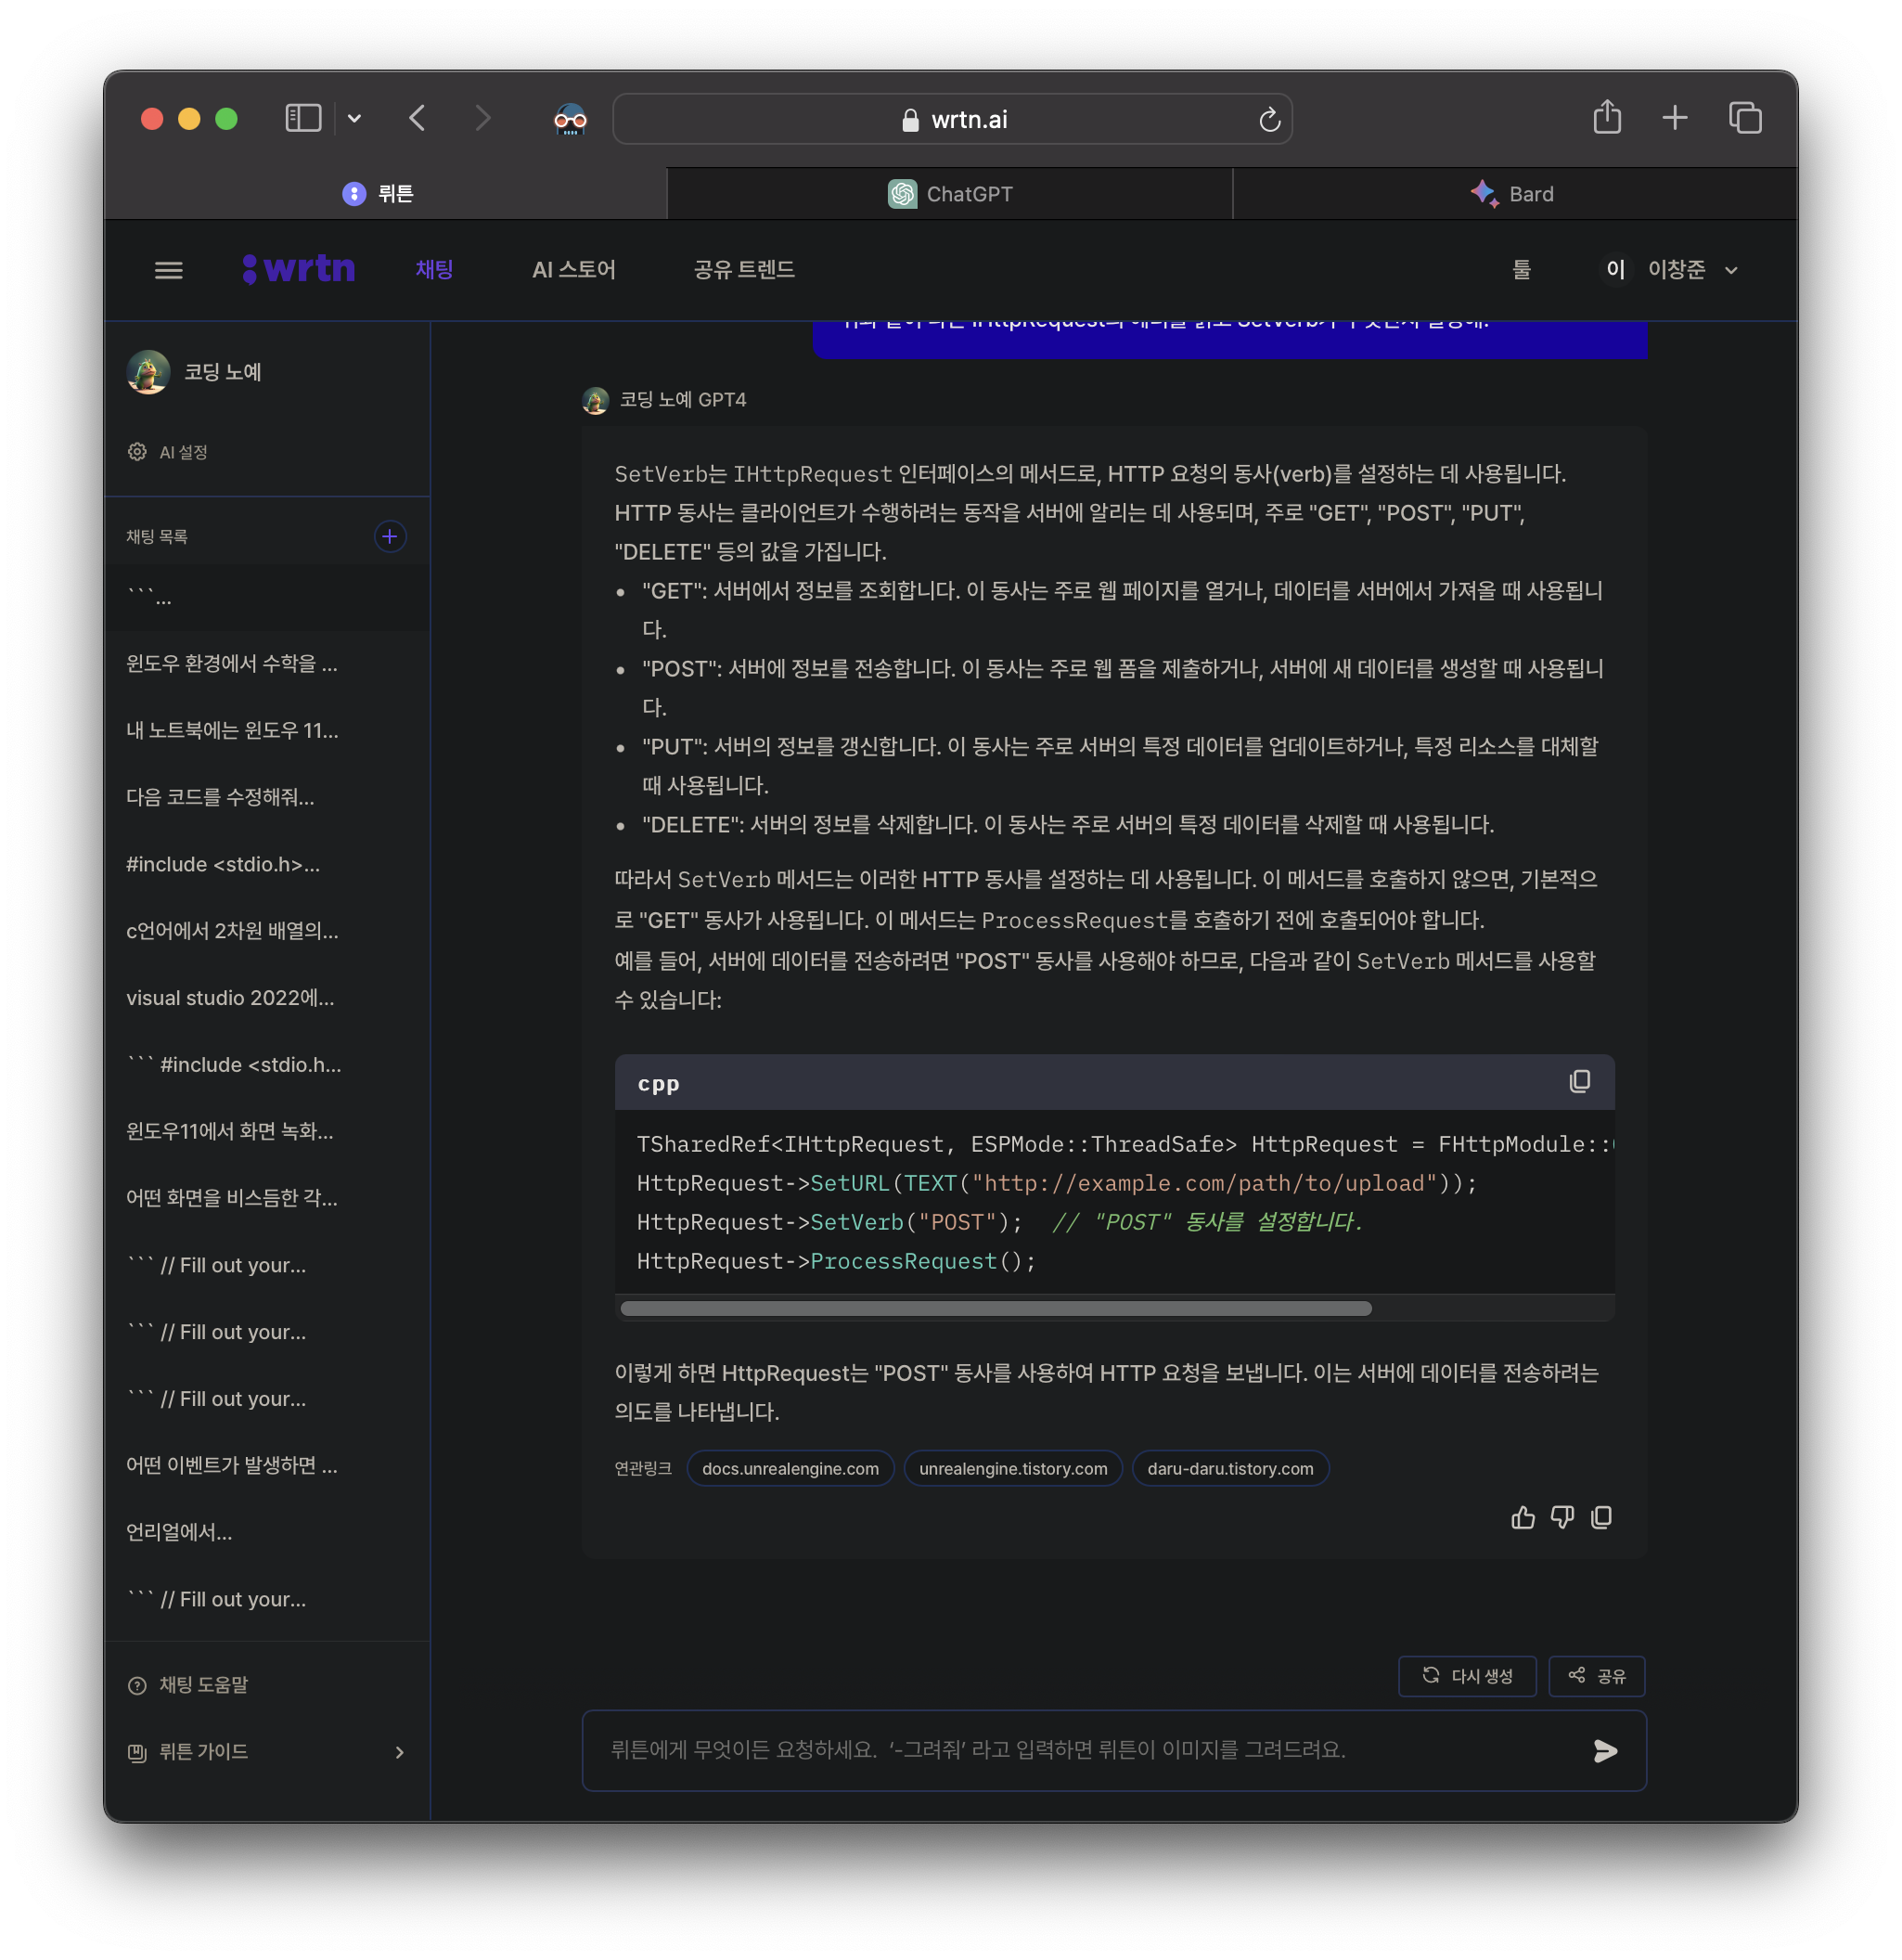 wrtn.ai
뤼튼
ChatGPT
Bard
wrtn
채팅
AI 스토어
공유 트렌드
툴
이
이창준
코딩 노예
AI 설정
채팅 목록
```...
윈도우 환경에서 수학을 ...
내 노트북에는 윈도우 11...
다음 코드를 수정해줘...
#include <stdio.h>...
c언어에서 2차원 배열의...
visual studio 2022에...
``` #include <stdio.h...
윈도우11에서 화면 녹화...
어떤 화면을 비스듬한 각...
``` // Fill out your...
``` // Fill out your...
``` // Fill out your...
어떤 이벤트가 발생하면 ...
언리얼에서...
``` // Fill out your...
채팅 도움말
뤼튼 가이드
코딩 노예 GPT4
SetVerb는 IHttpRequest 인터페이스의 메서드로, HTTP 요청의 동사(verb)를 설정하는 데 사용됩니다.
HTTP 동사는 클라이언트가 수행하려는 동작을 서버에 알리는 데 사용되며, 주로 "GET", "POST", "PUT",
"DELETE" 등의 값을 가집니다.
• "GET": 서버에서 정보를 조회합니다. 이 동사는 주로 웹 페이지를 열거나, 데이터를 서버에서 가져올 때 사용됩니
다.
• "POST": 서버에 정보를 전송합니다. 이 동사는 주로 웹 폼을 제출하거나, 서버에 새 데이터를 생성할 때 사용됩니
다.
• "PUT": 서버의 정보를 갱신합니다. 이 동사는 주로 서버의 특정 데이터를 업데이트하거나, 특정 리소스를 대체할
때 사용됩니다.
• "DELETE": 서버의 정보를 삭제합니다. 이 동사는 주로 서버의 특정 데이터를 삭제할 때 사용됩니다.
따라서 SetVerb 메서드는 이러한 HTTP 동사를 설정하는 데 사용됩니다. 이 메서드를 호출하지 않으면, 기본적으
로 "GET" 동사가 사용됩니다. 이 메서드는 ProcessRequest를 호출하기 전에 호출되어야 합니다.
예를 들어, 서버에 데이터를 전송하려면 "POST" 동사를 사용해야 하므로, 다음과 같이 SetVerb 메서드를 사용할
수 있습니다:
cpp
TSharedRef<IHttpRequest, ESPMode::ThreadSafe> HttpRequest = FHttpModule::
HttpRequest->SetURL(TEXT("http://example.com/path/to/upload"));
HttpRequest->SetVerb("POST");  // "POST" 동사를 설정합니다.
HttpRequest->ProcessRequest();
이렇게 하면 HttpRequest는 "POST" 동사를 사용하여 HTTP 요청을 보냅니다. 이는 서버에 데이터를 전송하려는
의도를 나타냅니다.
연관링크
docs.unrealengine.com
unrealengine.tistory.com
daru-daru.tistory.com
다시 생성
공유
뤼튼에게 무엇이든 요청하세요. ‘-그려줘’ 라고 입력하면 뤼튼이 이미지를 그려드려요.